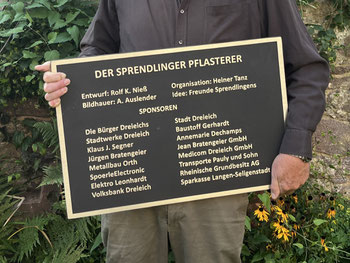 DER SPRENDLINGER PFLASTERER
Entwurf: Rolf K. Nieß
Bildhauer: A. Auslender
Organisation: Heiner Tanz
Idee: Freunde Sprendlingens
SPONSOREN
Die Bürger Dreieichs
Stadtwerke Dreieich
Klaus J. Segner
Jürgen Bratengeier
Metallbau Orth
SpoerleElectronic
Elektro Leonhardt
Volksbank Dreieich
Stadt Dreieich
Baustoff Gerhardt
Annemarie Dechamps
Jean Bratengeier GmbH
Medicom Dreieich GmbH
Transporte Pauly und Sohn
Rheinische Grundbesitz AG
Sparkasse Langen-Seligenstadt